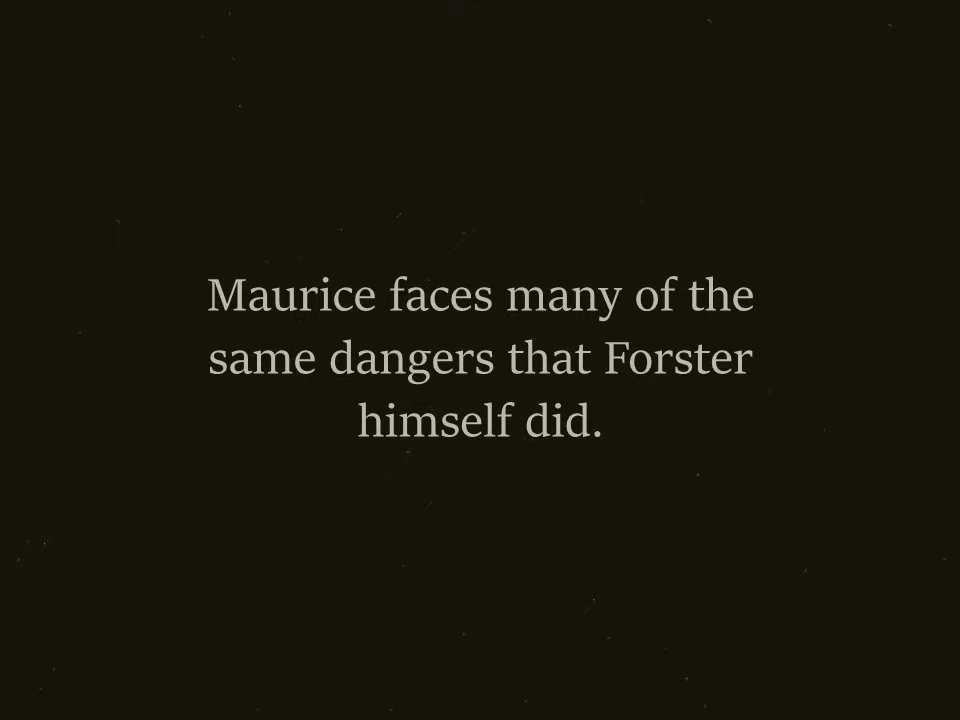 Maurice faces many of the
same dangers that Forster
himself did.